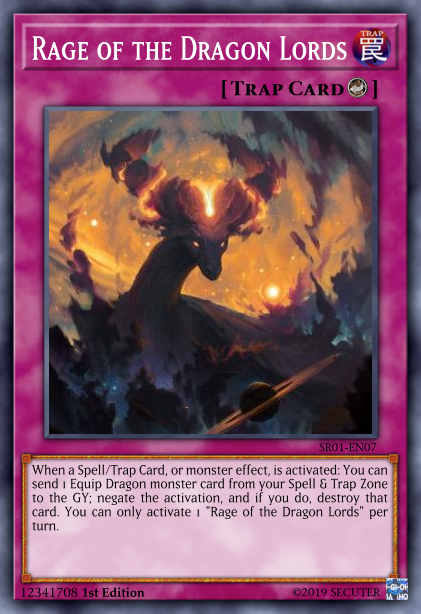 RAGE OF THE DRAGON LORDS
TRAP
罠
[TRAP CARD]
SR01-EN07
When a Spell/Trap Card, or monster effect, is activated: You can
send 1 Equip Dragon monster card from your Spell & Trap Zone
to the GY; negate the activation, and if you do, destroy that
card. You can only activate 1 "Rage of the Dragon Lords" per
turn.
12341708 1st Edition
©2019 SECUTER